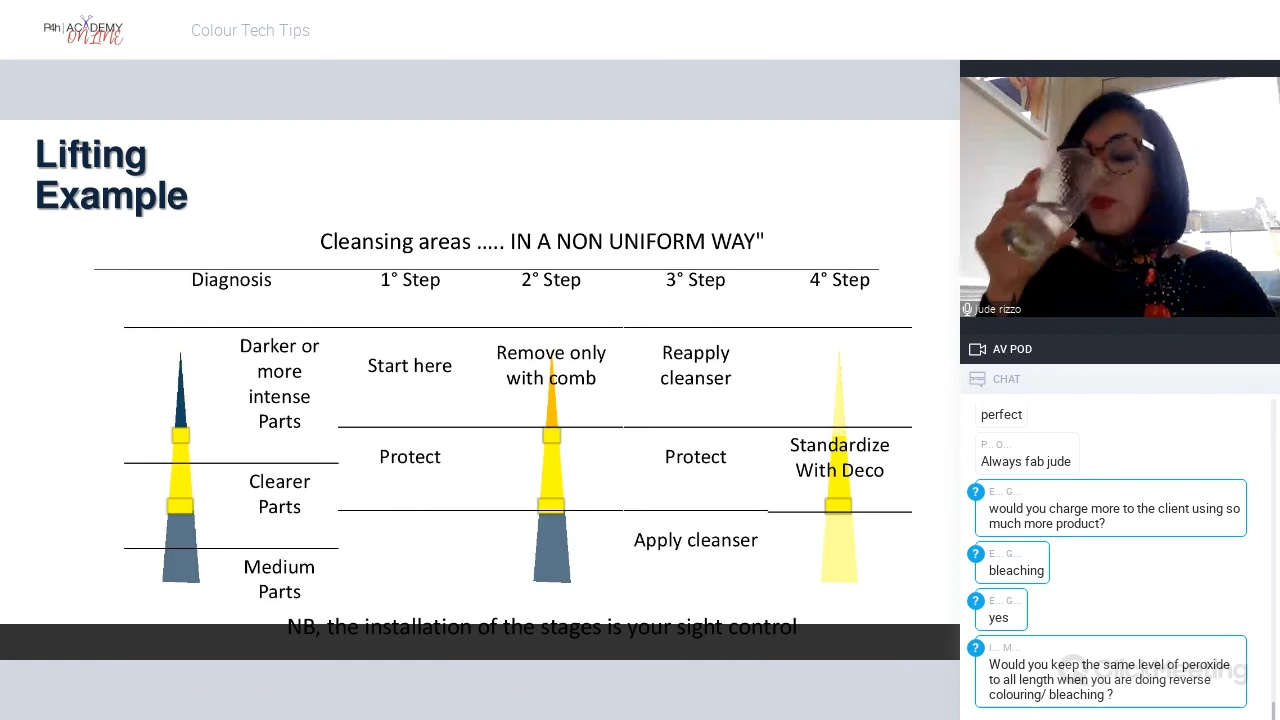 P4h | ACADEMY
ONLINE
Colour Tech Tips
Lifting
Example
Cleansing areas ..... IN A NON UNIFORM WAY"
Diagnosis
1° Step
2° Step
3° Step
4° Step
Darker or
more
intense
Parts
Start here
Remove only
with comb
Reapply
cleanser
Clearer
Parts
Protect
Protect
Standardize
With Deco
Medium
Parts
Apply cleanser
NB, the installation of the stages is your sight control
jude rizzo
AV POD
CHAT
perfect
P... O...
Always fab jude
? E... G...
would you charge more to the client using so
much more product?
? E... G...
bleaching
? E... G...
yes
? I... M...
Would you keep the same level of peroxide
to all length when you are doing reverse
colouring/ bleaching ?
ClickMeeting